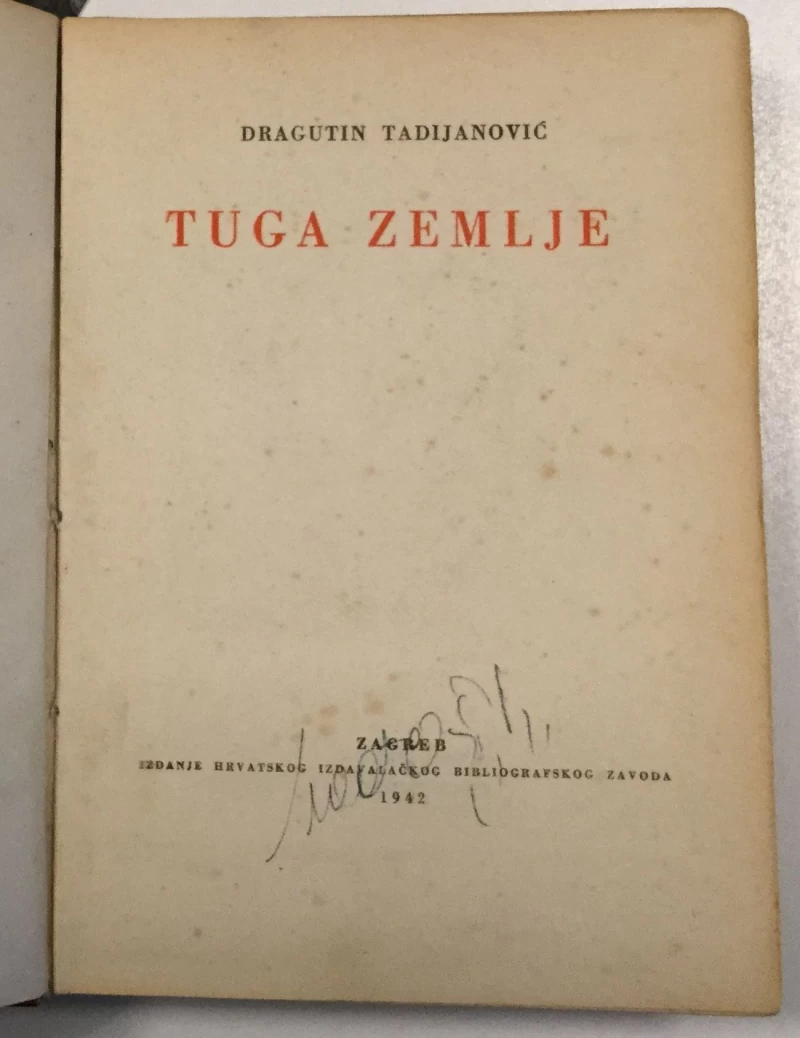 DRAGUTIN TADIJANOVIĆ
TUGA ZEMLJE
ZAGREB
IZDANJE HRVATSKOG IZDAVALAČKOG BIBLIOGRAFSKOG ZAVODA
1942